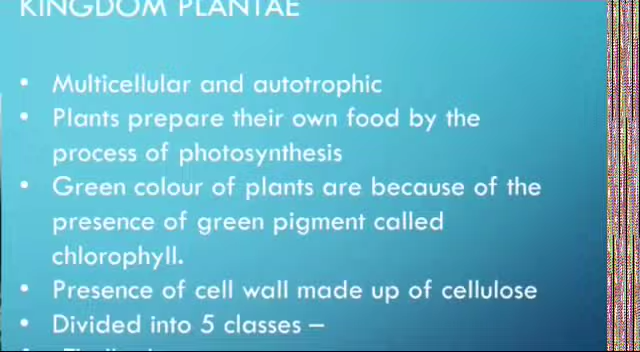 KINGDOM PLANTAE
• Multicellular and autotrophic
• Plants prepare their own food by the
process of photosynthesis
• Green colour of plants are because of the
presence of green pigment called
chlorophyll.
• Presence of cell wall made up of cellulose
• Divided into 5 classes –